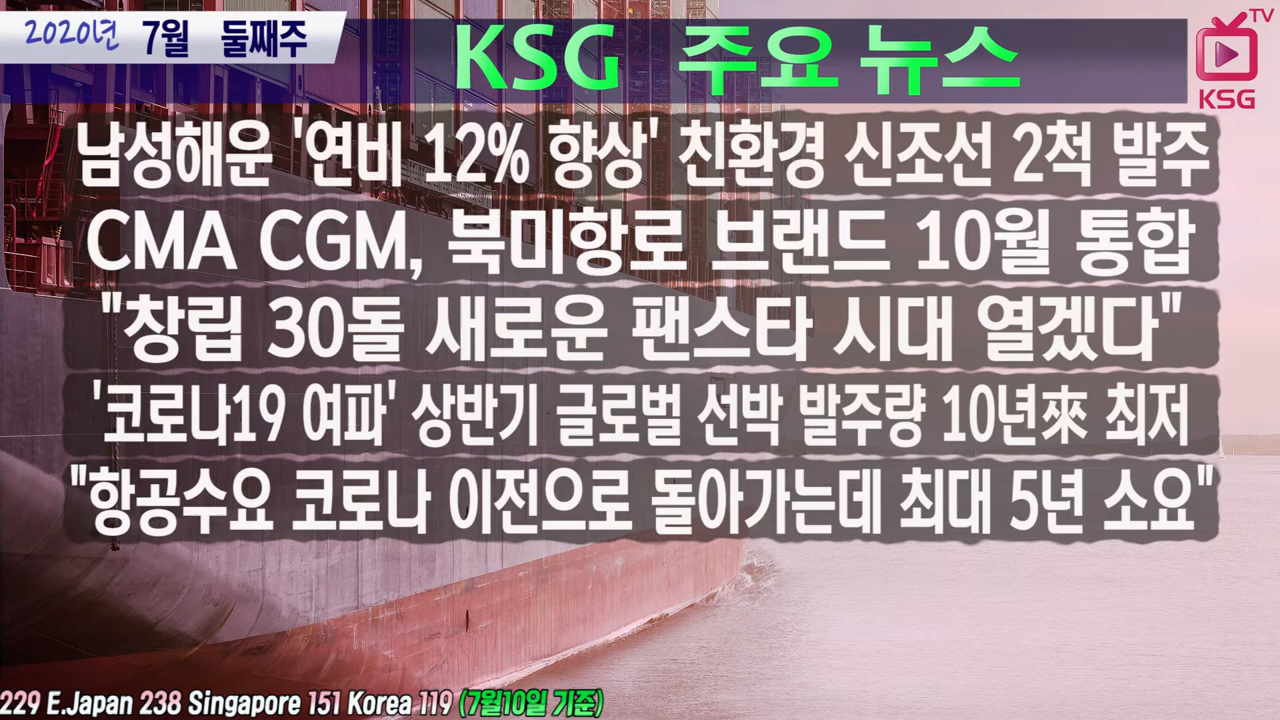 2020년 7월 둘째주
KSG 주요 뉴스
TV
KSG
남성해운 '연비 12% 향상' 친환경 신조선 2척 발주
CMA CGM, 북미항로 브랜드 10월 통합
"창립 30돌 새로운 팬스타 시대 열겠다"
'코로나19 여파' 상반기 글로벌 선박 발주량 10년來 최저
"항공수요 코로나 이전으로 돌아가는데 최대 5년 소요"
229 E.Japan 238 Singapore 151 Korea 119 (7월10일 기준)